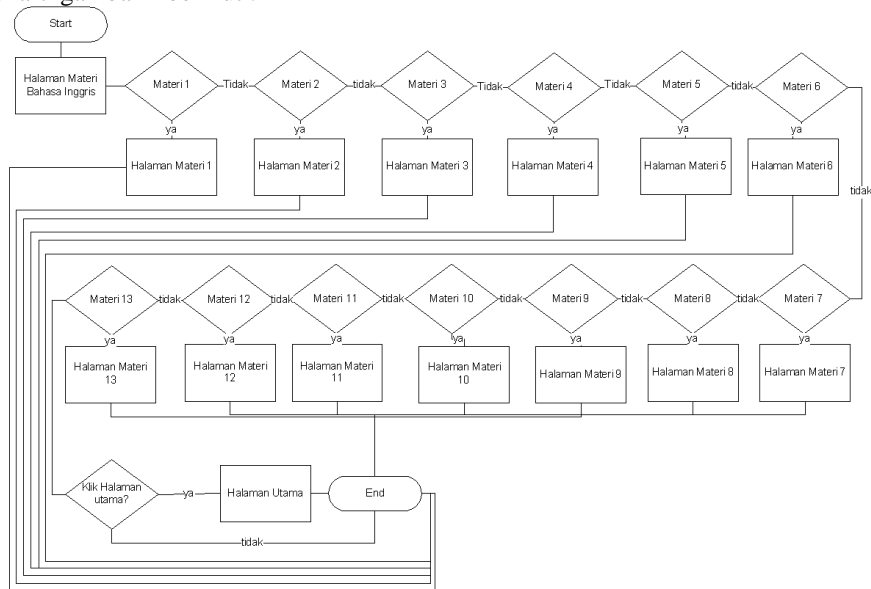 Start
Halaman Materi
Bahasa Inggris
Materi 1
Tidak
Materi 2
tidak
Materi 3
Tidak
Materi 4
Tidak
Materi 5
tidak
Materi 6
ya
ya
ya
ya
ya
ya
Halaman Materi 1
Halaman Materi 2
Halaman Materi 3
Halaman Materi 4
Halaman Materi 5
Halaman Materi 6
tidak
Materi 13
tidak
Materi 12
tidak
Materi 11
tidak
Materi 10
tidak
Materi 9
tidak
Materi 8
tidak
Materi 7
ya
ya
ya
ya
ya
ya
ya
Halaman Materi
13
Halaman Materi
12
Halaman Materi
11
Halaman Materi
10
Halaman Materi 9
Halaman Materi 8
Halaman Materi 7
Klik Halaman
utama?
ya
Halaman Utama
End
tidak